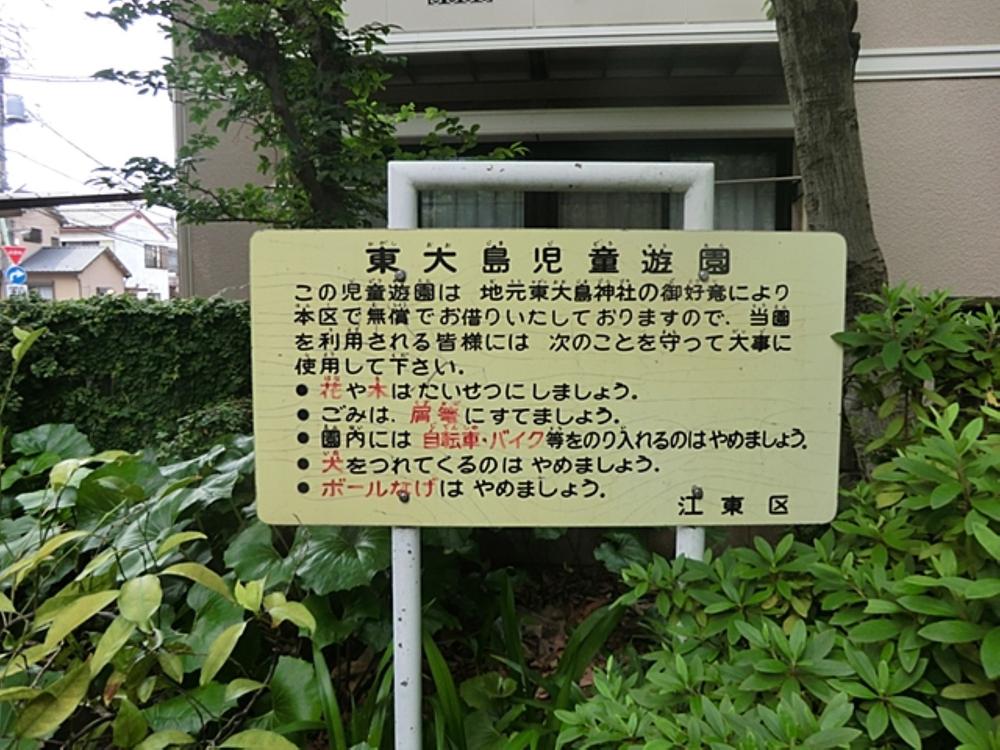 東大島児童遊園
この児童遊園は 地元東大島神社の御好意により
本区で無償でお借りいたしておりますので、当園
を利用される皆様には 次のことを守って大事に
使用して下さい。
● 花や木はたいせつにしましょう。
● ごみは、屑篭にすてましょう。
● 園内には 自転車・バイク等をのり入れるのはやめましょう。
● 犬をつれてくるのは やめましょう。
● ボールなげは やめましょう。
江東区